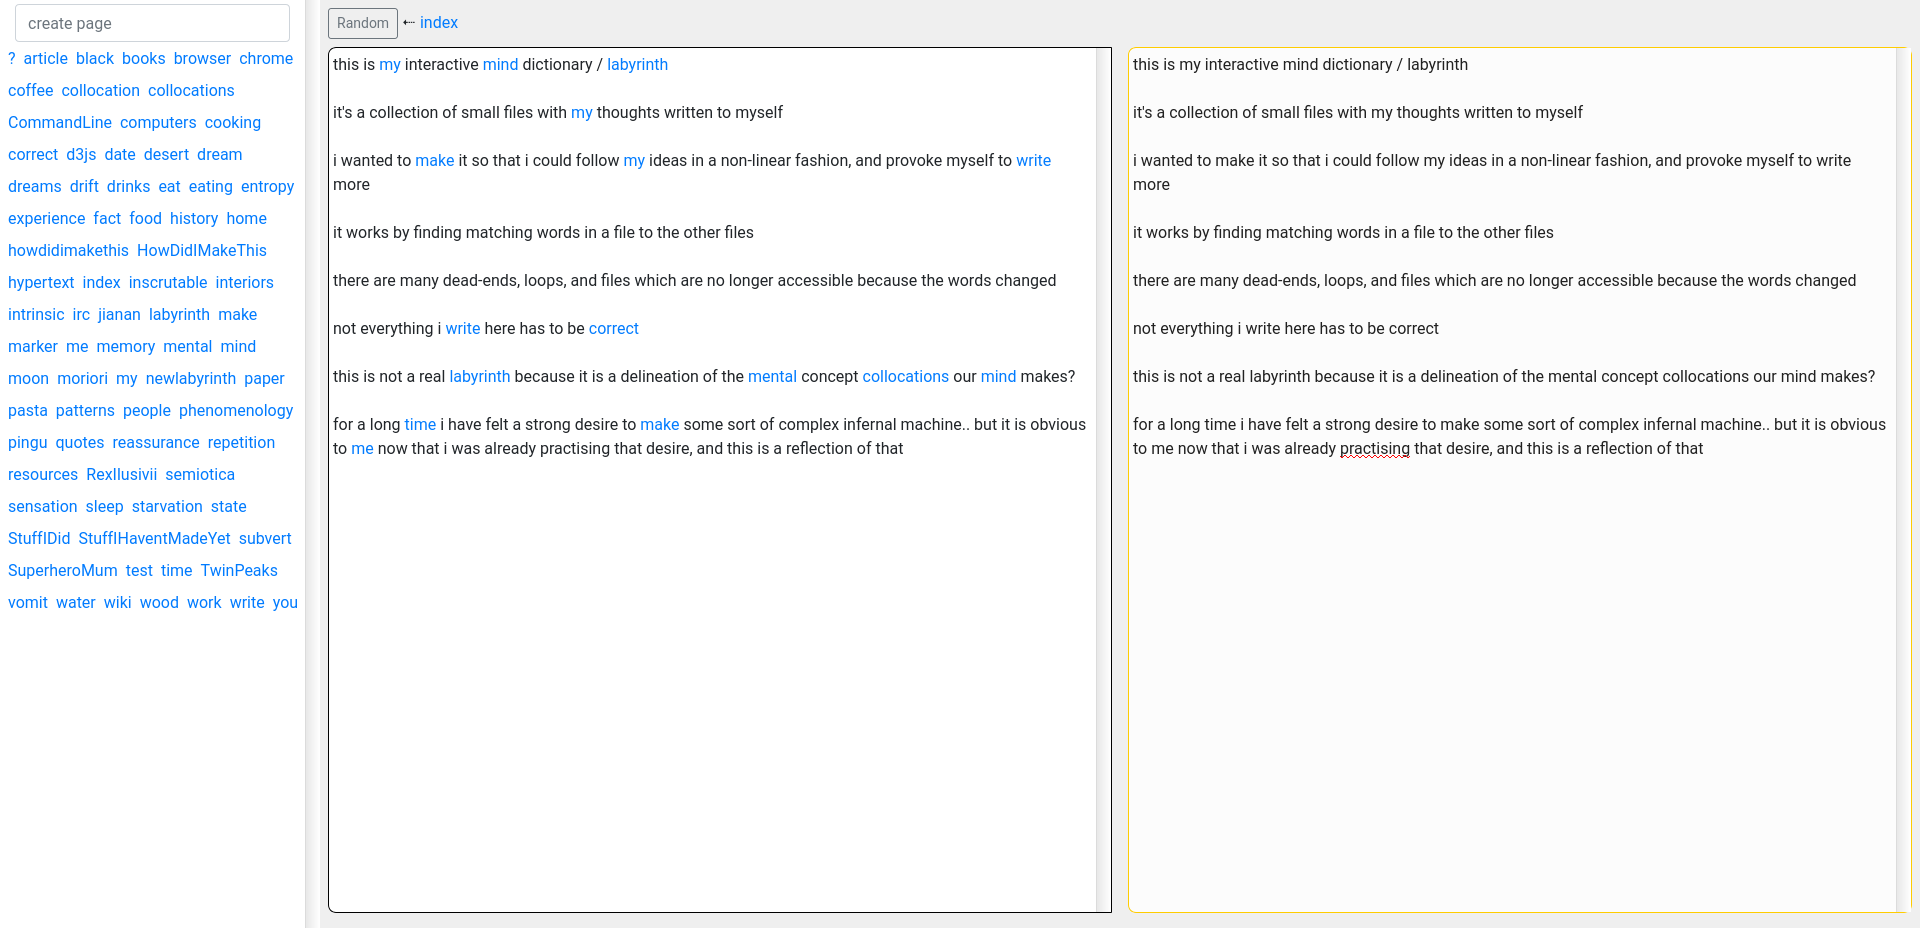 create page
? article black books browser chrome
coffee collocation collocations
CommandLine computers cooking
correct d3js date desert dream
dreams drift drinks eat eating entropy
experience fact food history home
howdidimakethis HowDidIMakeThis
hypertext index inscrutable interiors
intrinsic irc jianan labyrinth make
marker me memory mental mind
moon moriori my newlabyrinth paper
pasta patterns people phenomenology
pingu quotes reassurance repetition
resources RexIlusivii semiotica
sensation sleep starvation state
StuffIDid StuffIHaventMadeYet subvert
SuperheroMum test time TwinPeaks
vomit water wiki wood work write you
Random ⇠ index
this is my interactive mind dictionary / labyrinth
it's a collection of small files with my thoughts written to myself
i wanted to make it so that i could follow my ideas in a non-linear fashion, and provoke myself to write
more
it works by finding matching words in a file to the other files
there are many dead-ends, loops, and files which are no longer accessible because the words changed
not everything i write here has to be correct
this is not a real labyrinth because it is a delineation of the mental concept collocations our mind makes?
for a long time i have felt a strong desire to make some sort of complex infernal machine.. but it is obvious
to me now that i was already practising that desire, and this is a reflection of that
this is my interactive mind dictionary / labyrinth
it's a collection of small files with my thoughts written to myself
i wanted to make it so that i could follow my ideas in a non-linear fashion, and provoke myself to write
more
it works by finding matching words in a file to the other files
there are many dead-ends, loops, and files which are no longer accessible because the words changed
not everything i write here has to be correct
this is not a real labyrinth because it is a delineation of the mental concept collocations our mind makes?
for a long time i have felt a strong desire to make some sort of complex infernal machine.. but it is obvious
to me now that i was already practising that desire, and this is a reflection of that